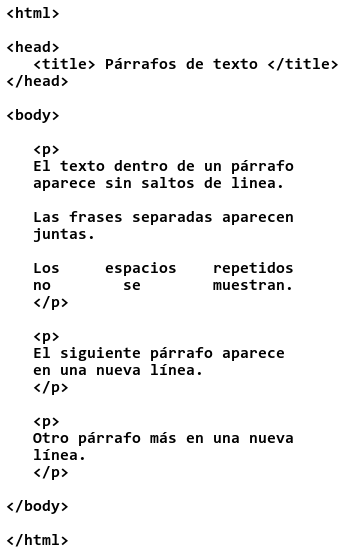 <html>
<head>
<title> Párrafos de texto </title>
</head>
<body>
<p>
El texto dentro de un párrafo
aparece sin saltos de linea.
Las frases separadas aparecen
juntas.
Los espacios repetidos
no se muestran.
</p>
<p>
El siguiente párrafo aparece
en una nueva línea.
</p>
<p>
Otro párrafo más en una nueva
línea.
</p>
</body>
</html>